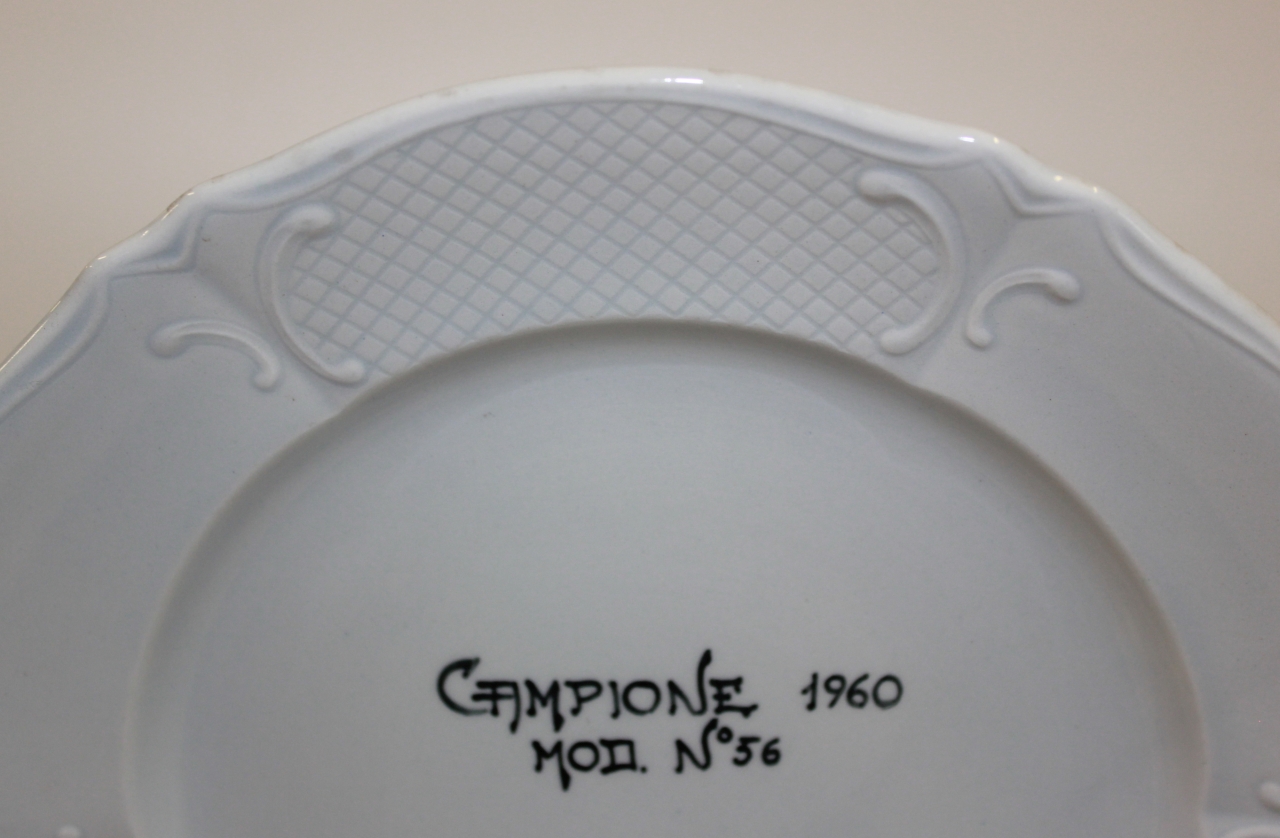 CAMPIONE 1960
MOD. N° 56